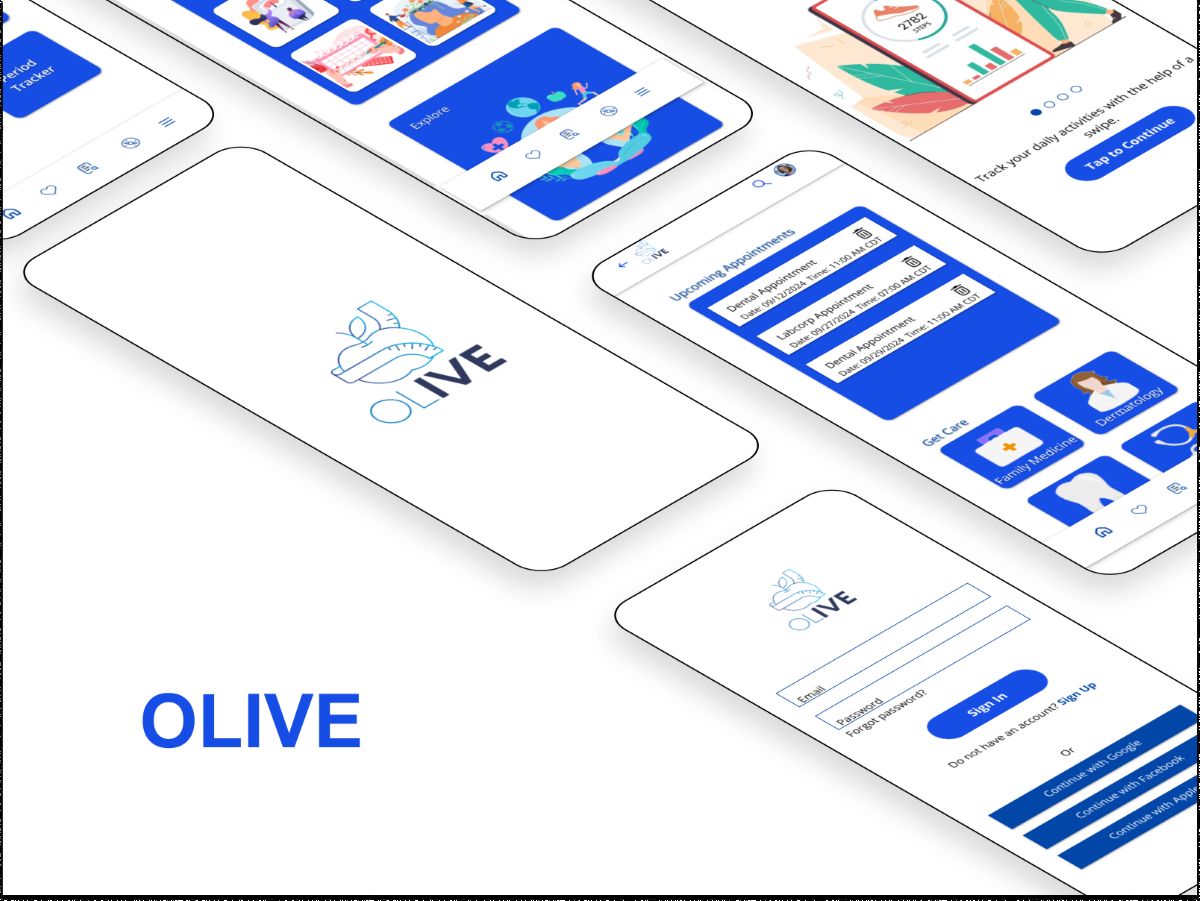 Period
Tracker
Explore
2782
STEPS
Track your daily activities with the help of a
swipe.
Tap to Continue
OLIVE
OLIVE
Upcoming Appointments
Dental Appointment
Date: 09/12/2024 Time: 11:00 AM CDT
Labcorp Appointment
Date: 09/27/2024 Time: 07:00 AM CDT
Dental Appointment
Date: 09/29/2024 Time: 11:00 AM CDT
Get Care
Family Medicine
Dermatology
OLIVE
Email
Password
Forgot password?
Sign In
Do not have an account? Sign Up
Or
Continue with Google
Continue with Facebook
Continue with Apple
OLIVE